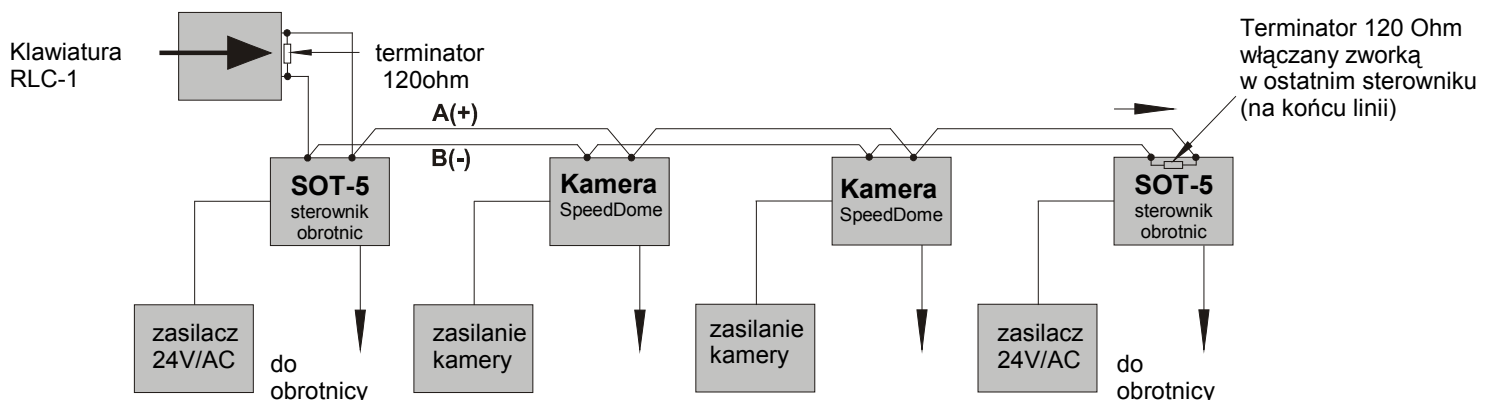 Klawiatura
RLC-1
terminator
120ohm
Terminator 120 Ohm
włączany zworką
w ostatnim sterowniku
(na końcu linii)
A(+)
B(-)
SOT-5
sterownik
obrotnic
Kamera
SpeedDome
Kamera
SpeedDome
SOT-5
sterownik
obrotnic
zasilacz
24V/AC
do
obrotnicy
zasilanie
kamery
zasilanie
kamery
zasilacz
24V/AC
do
obrotnicy